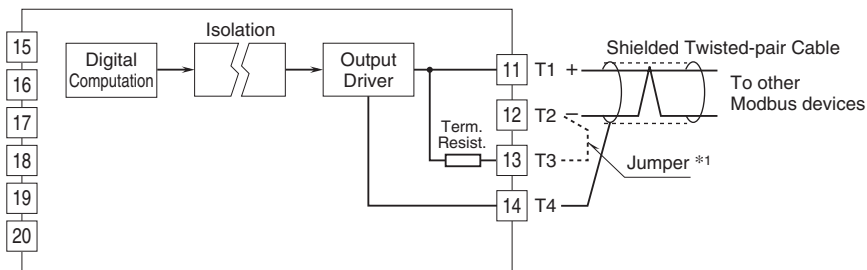 Isolation
15
16
17
18
19
20
Digital
Computation
Output
Driver
Term.
Resist.
11 T1 +
12 T2 −
13 T3
14 T4
Shielded Twisted-pair Cable
To other
Modbus devices
Jumper *1